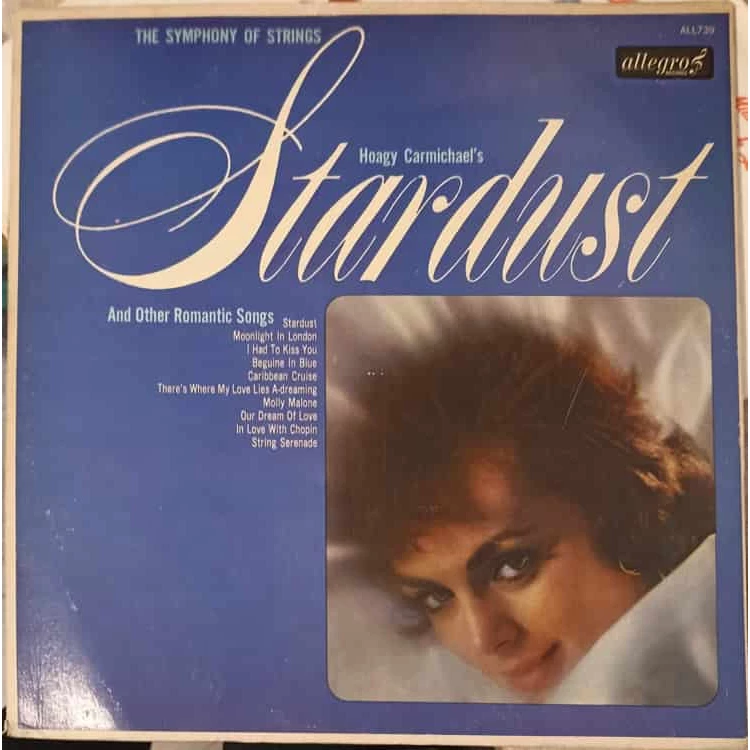 THE SYMPHONY OF STRINGS
ALL739
allegro
RECORDS
Hoagy Carmichael's
Stardust
And Other Romantic Songs
Stardust
Moonlight In London
I Had To Kiss You
Beguine In Blue
Caribbean Cruise
There's Where My Love Lies A-dreaming
Molly Malone
Our Dream Of Love
In Love With Chopin
String Serenade